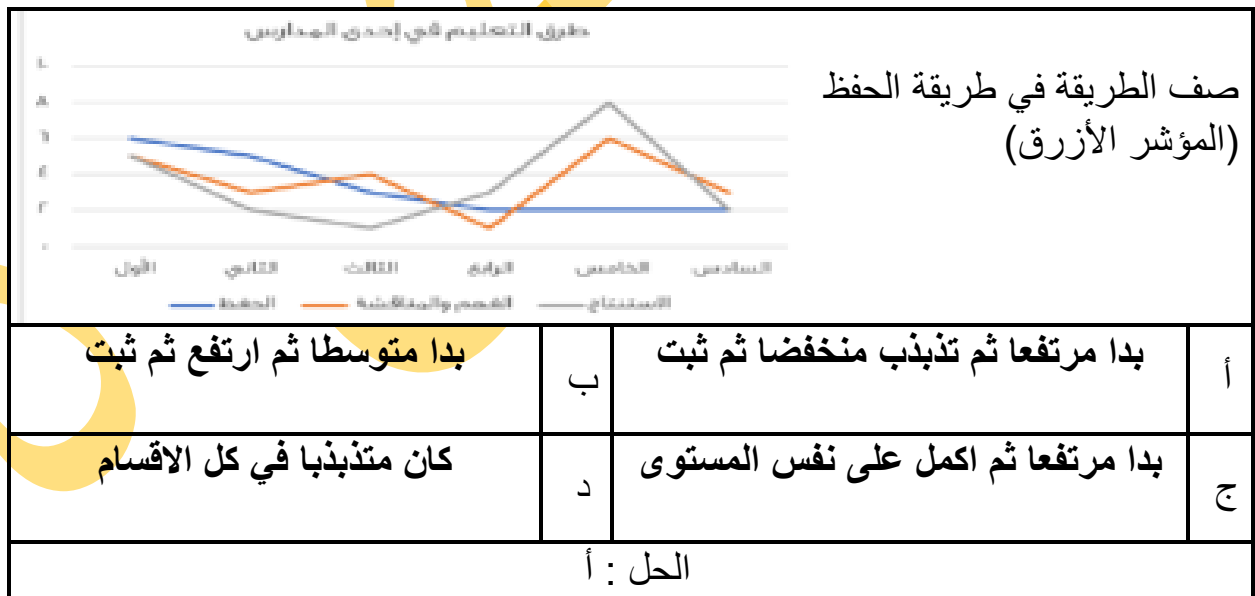 طرق التعليم في إحدى المدارس
صف الطريقة في طريقة الحفظ
(المؤشر الأزرق)
الأول الثاني الثالث الرابع الخامس السادس
الحفظ الفهم والمناقشة الاستنتاج
أ بدا مرتفعا ثم تذبذب منخفضا ثم ثبت
ب بدا متوسطا ثم ارتفع ثم ثبت
ج بدا مرتفعا ثم اكمل على نفس المستوى
د كان متذبذبا في كل الاقسام
الحل : أ